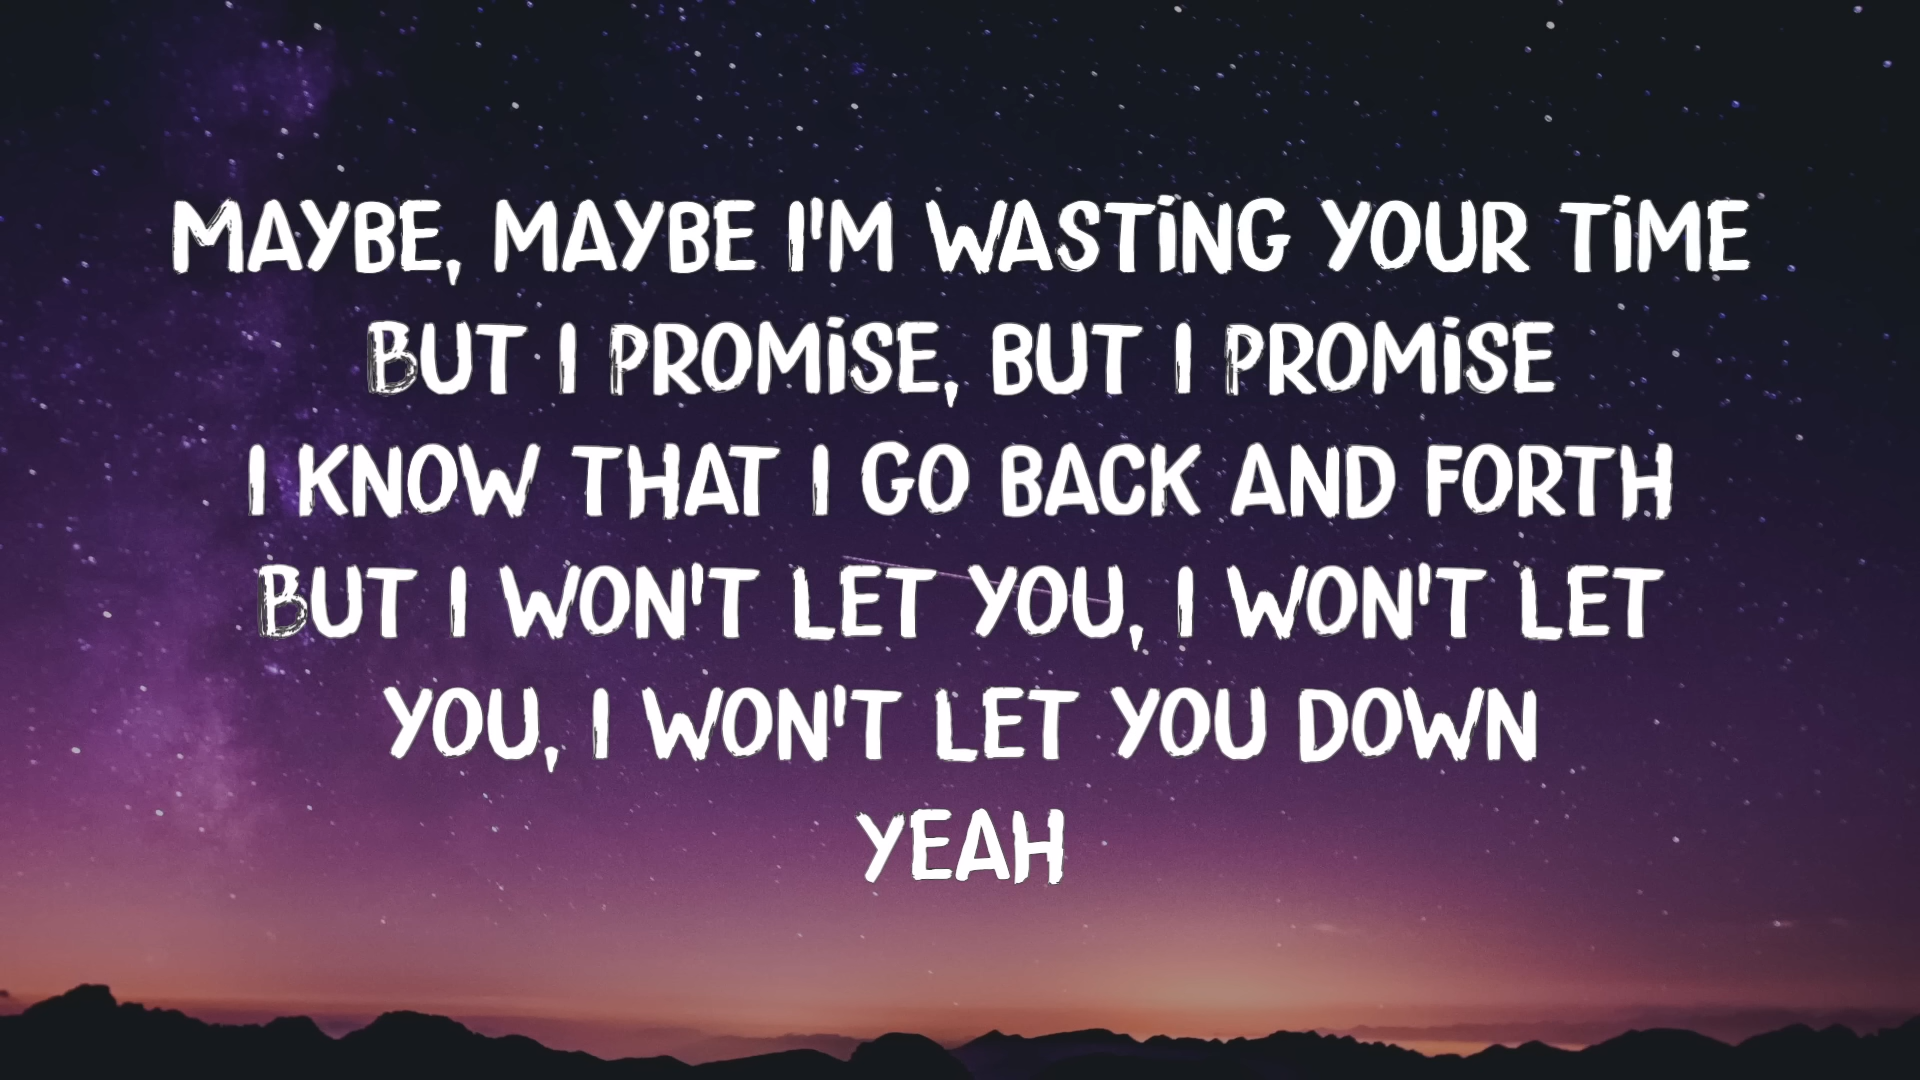 MAYBE, MAYBE I'M WASTING YOUR TIME
BUT I PROMISE, BUT I PROMISE
I KNOW THAT I GO BACK AND FORTH
BUT I WON'T LET YOU, I WON'T LET
YOU, I WON'T LET YOU DOWN
YEAH